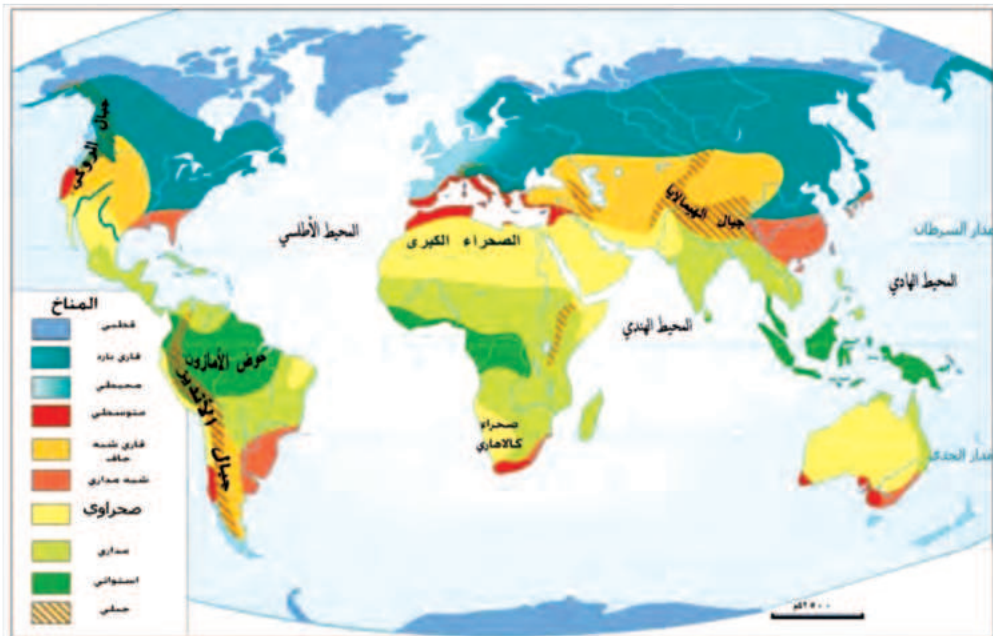 جبال الروكي
المحيط الأطلسي
الصحراء الكبرى
جبال الهيمالايا
مدار السرطان
المحيط الهادي
المحيط الهندي
حوض الأمازون
جبال الأنديز
صحراء
كالاهاري
مدار الجدي
المناخ
قطبي
قاري بارد
محيطي
متوسطي
قاري شبه
جاف
شبه مداري
صحراوي
مداري
استوائي
جبلي